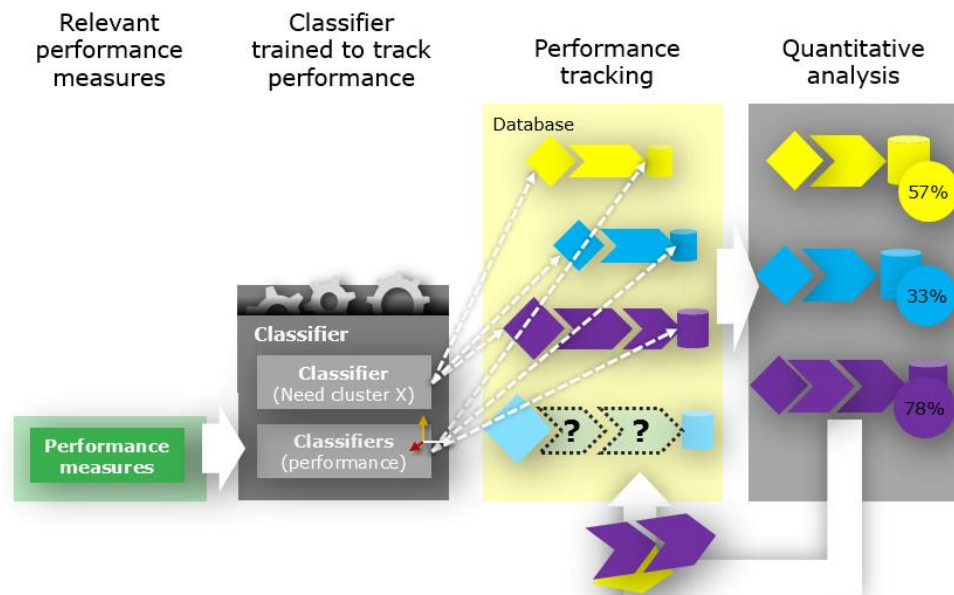 Relevant
performance
measures
Classifier
trained to track
performance
Performance
tracking
Quantitative
analysis
Database
57%
33%
78%
Classifier
Classifier
(Need cluster X)
Classifiers
(performance)
Performance
measures
?
?